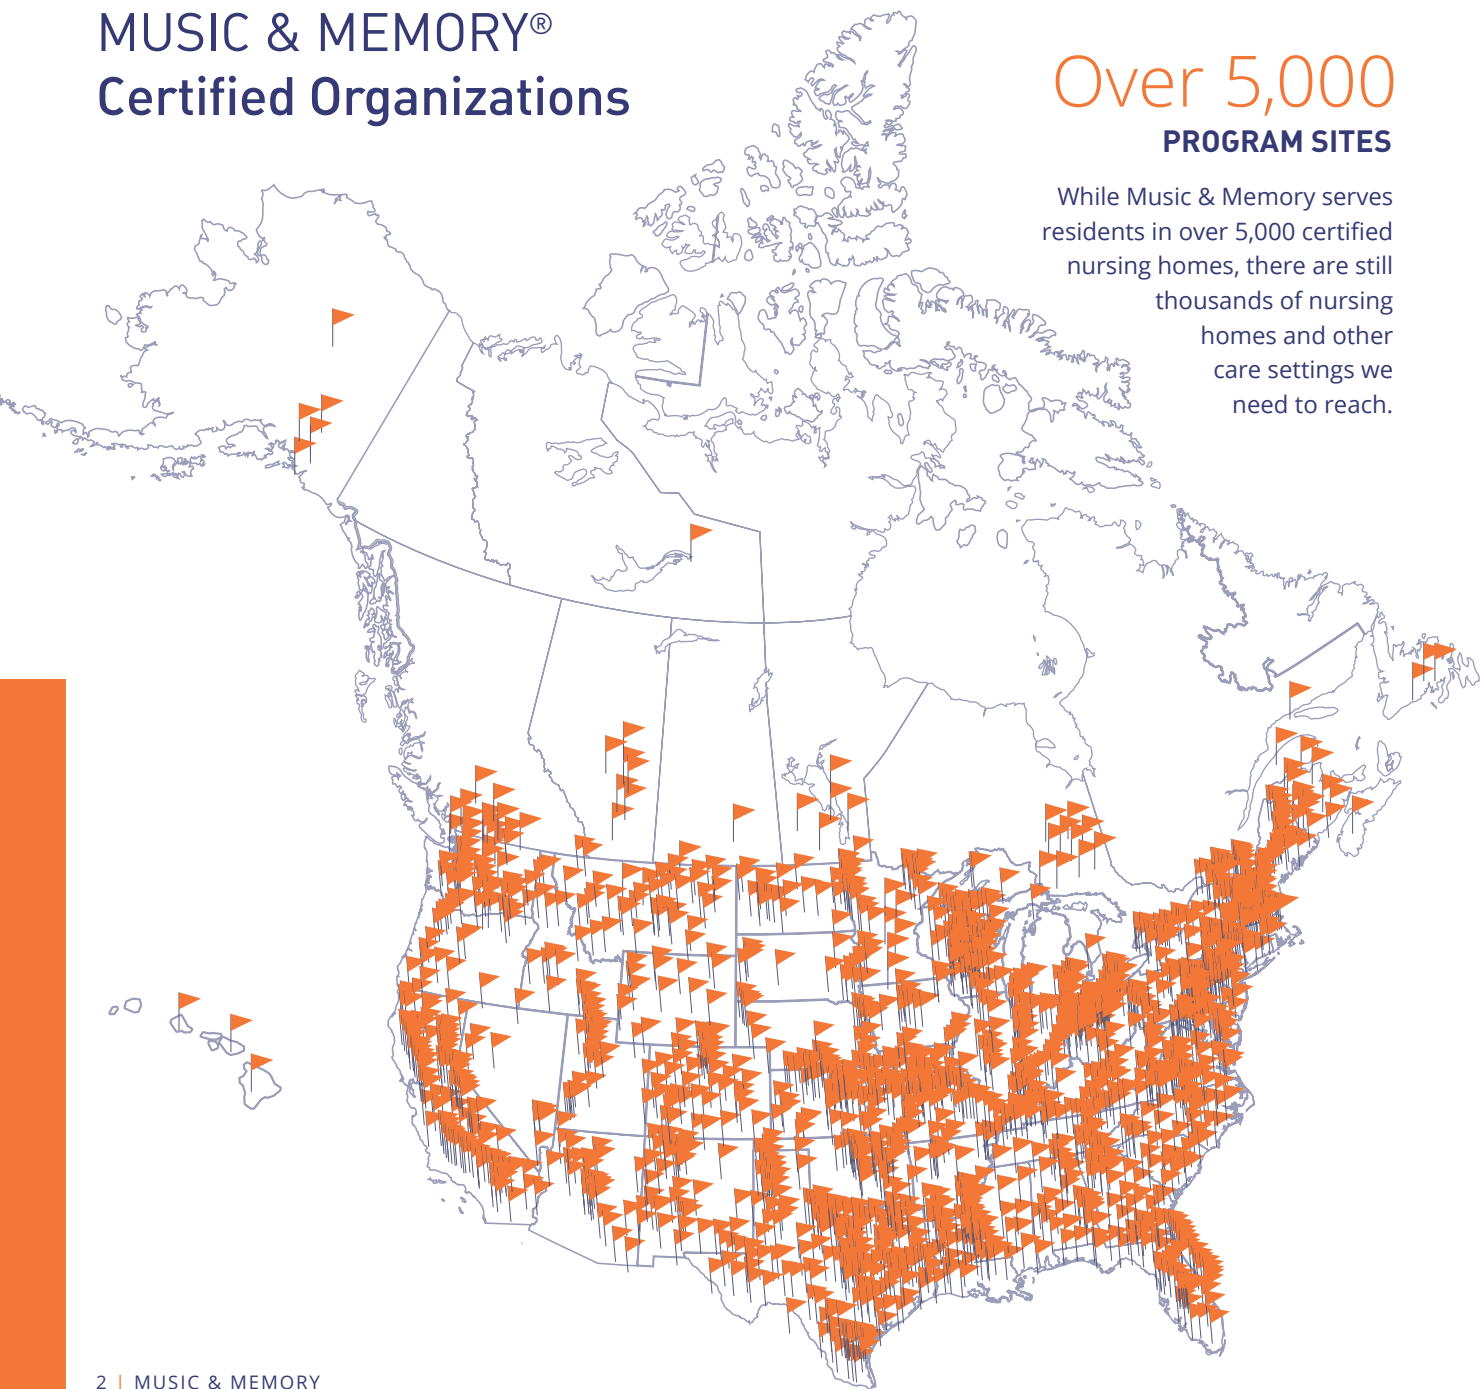 MUSIC & MEMORY®
Certified Organizations
Over 5,000
PROGRAM SITES
While Music & Memory serves
residents in over 5,000 certified
nursing homes, there are still
thousands of nursing
homes and other
care settings we
need to reach.
2 | MUSIC & MEMORY